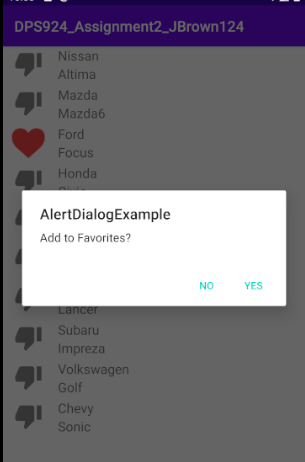 DPS924_Assignment2_JBrown124
Nissan
Altima
Mazda
Mazda6
Ford
Focus
Honda
AlertDialogExample
Add to Favorites?
NO YES
Lancer
Subaru
Impreza
Volkswagen
Golf
Chevy
Sonic